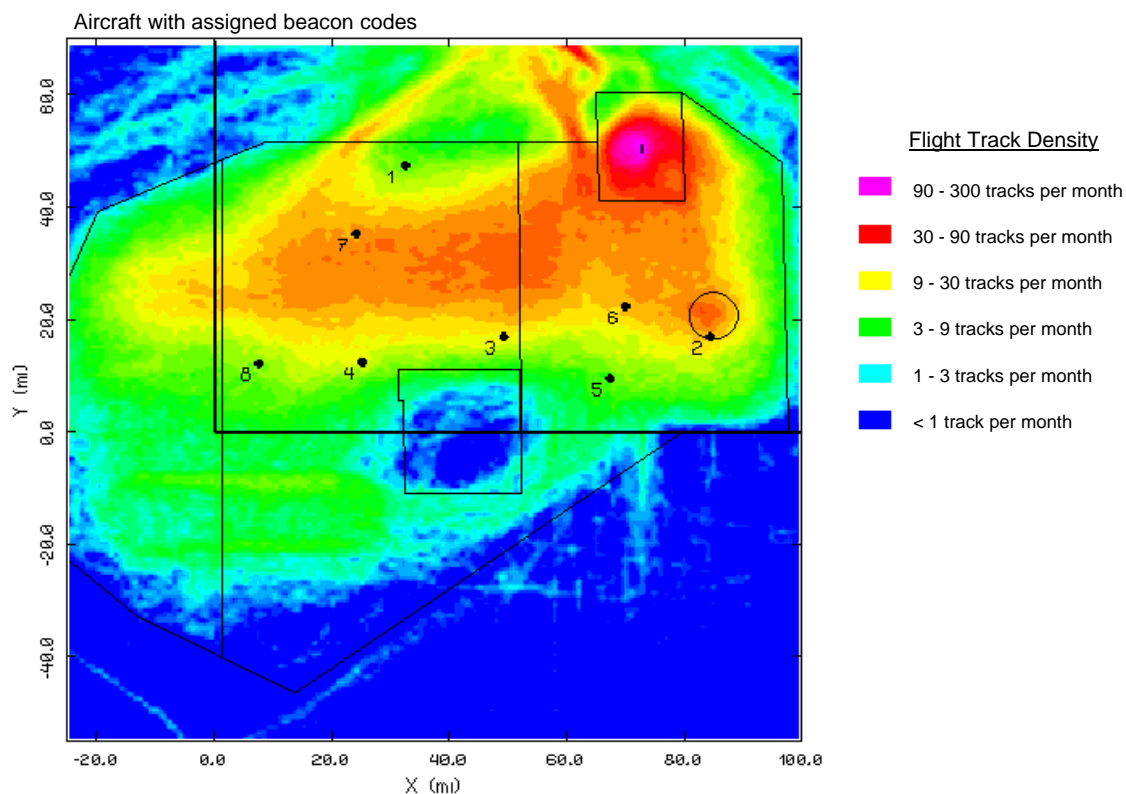 Aircraft with assigned beacon codes
80.0
60.0
40.0
20.0
0.0
-20.0
-40.0
Y (mi)
1
7
6
3
2
8
4
5
-20.0 0.0 20.0 40.0 60.0 80.0 100.0
X (mi)
Flight Track Density
90 - 300 tracks per month
30 - 90 tracks per month
9 - 30 tracks per month
3 - 9 tracks per month
1 - 3 tracks per month
< 1 track per month